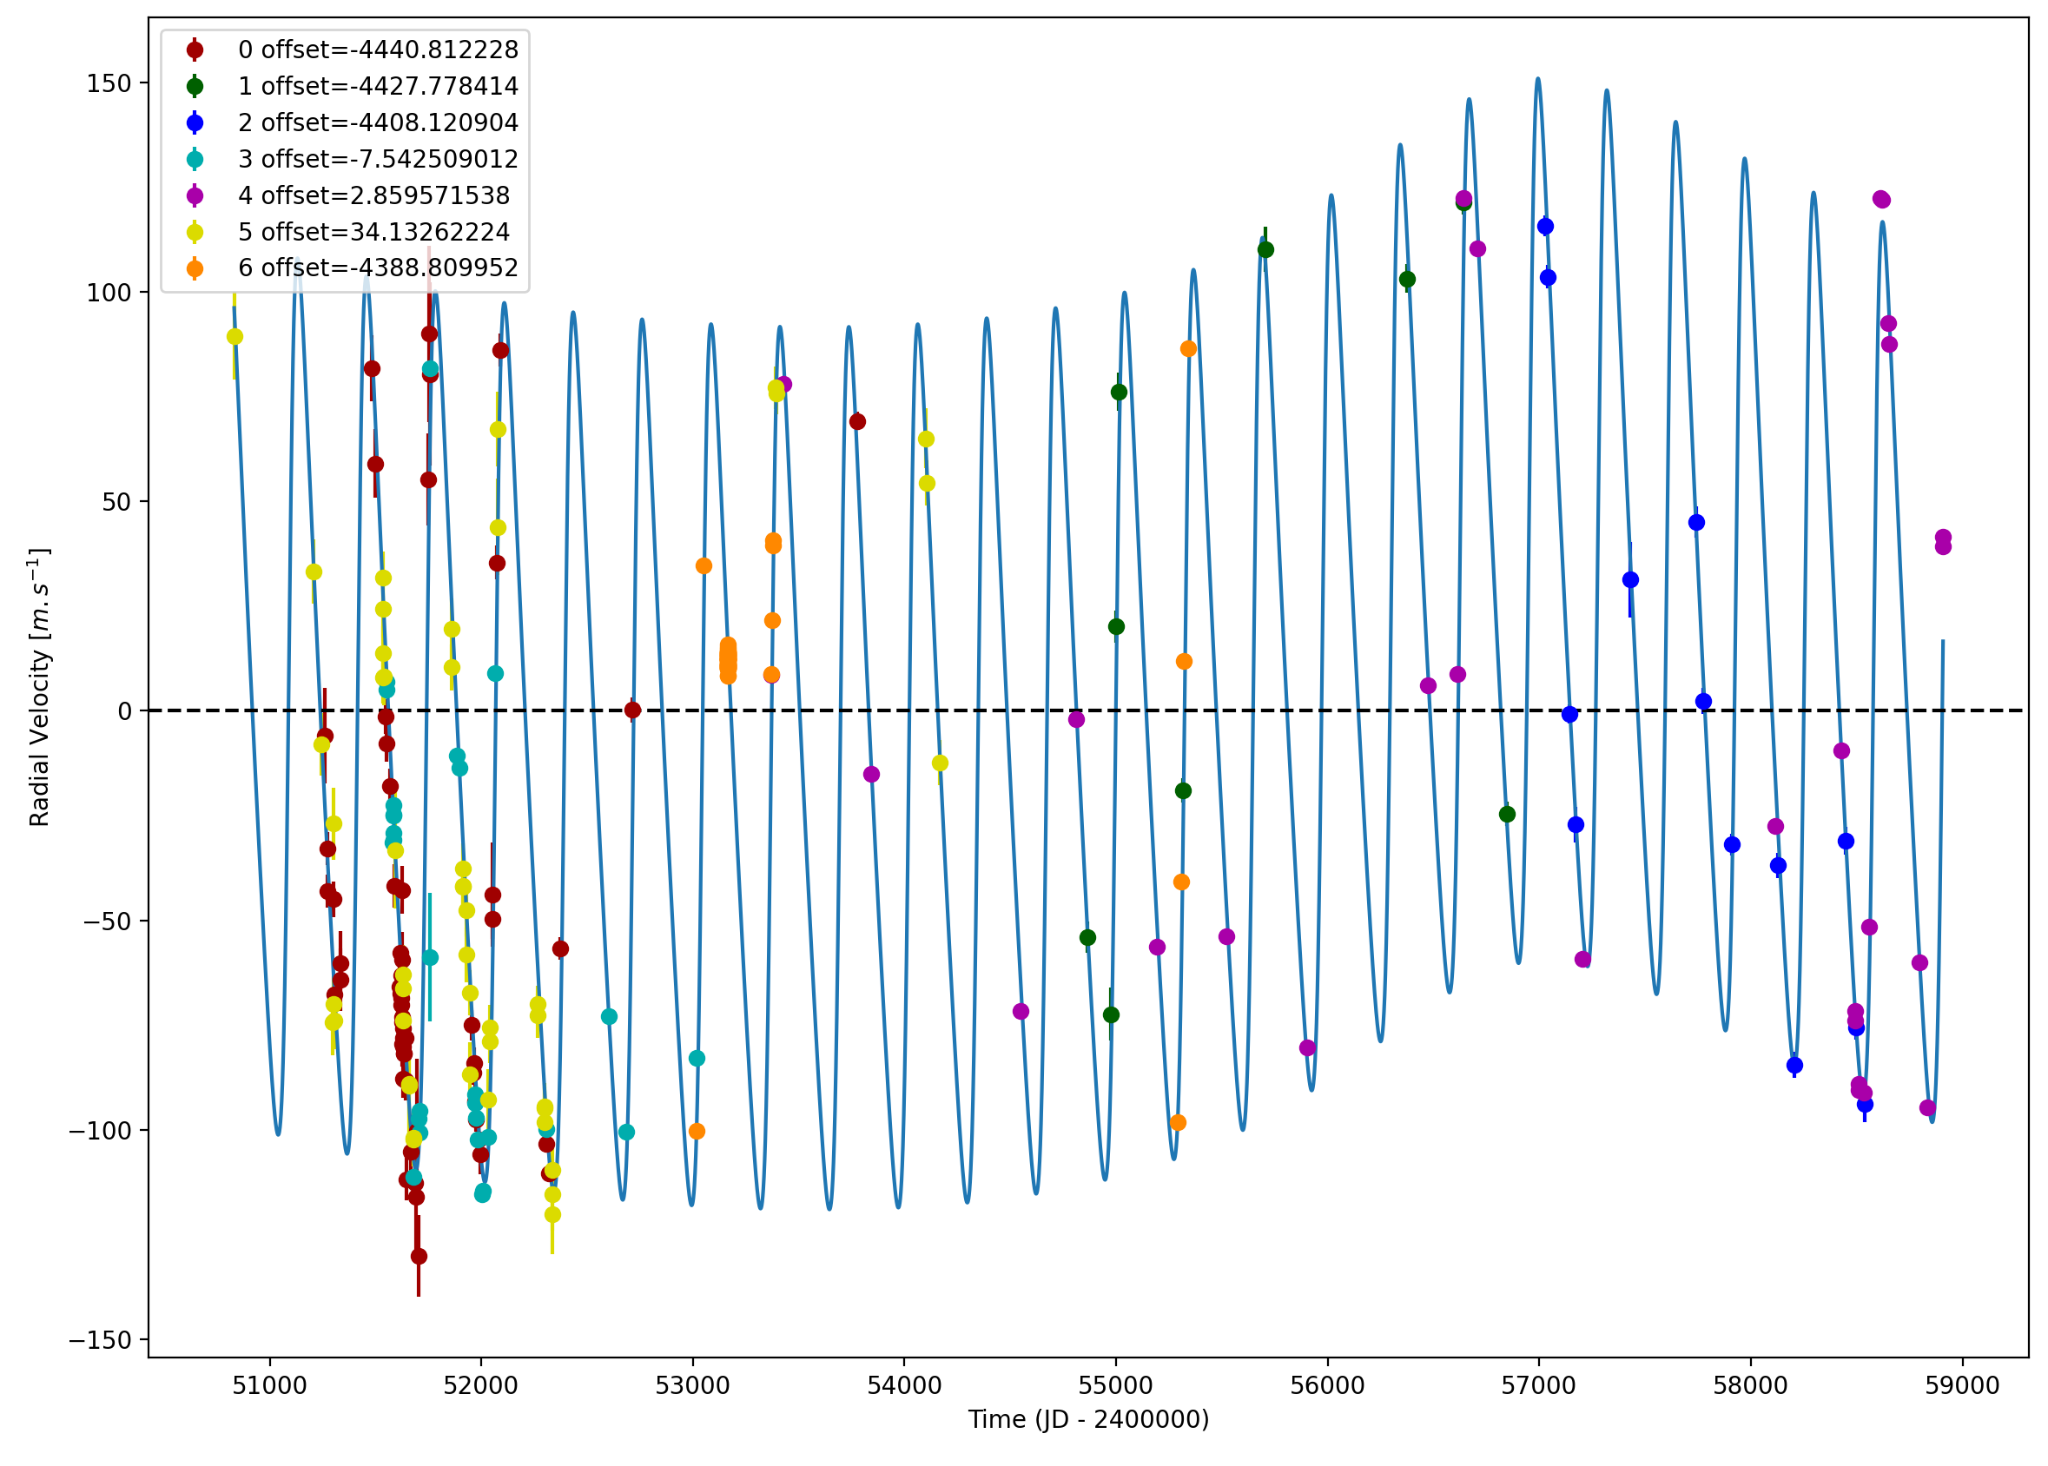 0 offset=-4440.812228
1 offset=-4427.778414
2 offset=-4408.120904
3 offset=-7.542509012
4 offset=2.859571538
5 offset=34.13262224
6 offset=-4388.809952
150
100
50
0
−50
−100
−150
Radial Velocity [m.s⁻¹]
51000 52000 53000 54000 55000 56000 57000 58000 59000
Time (JD - 2400000)